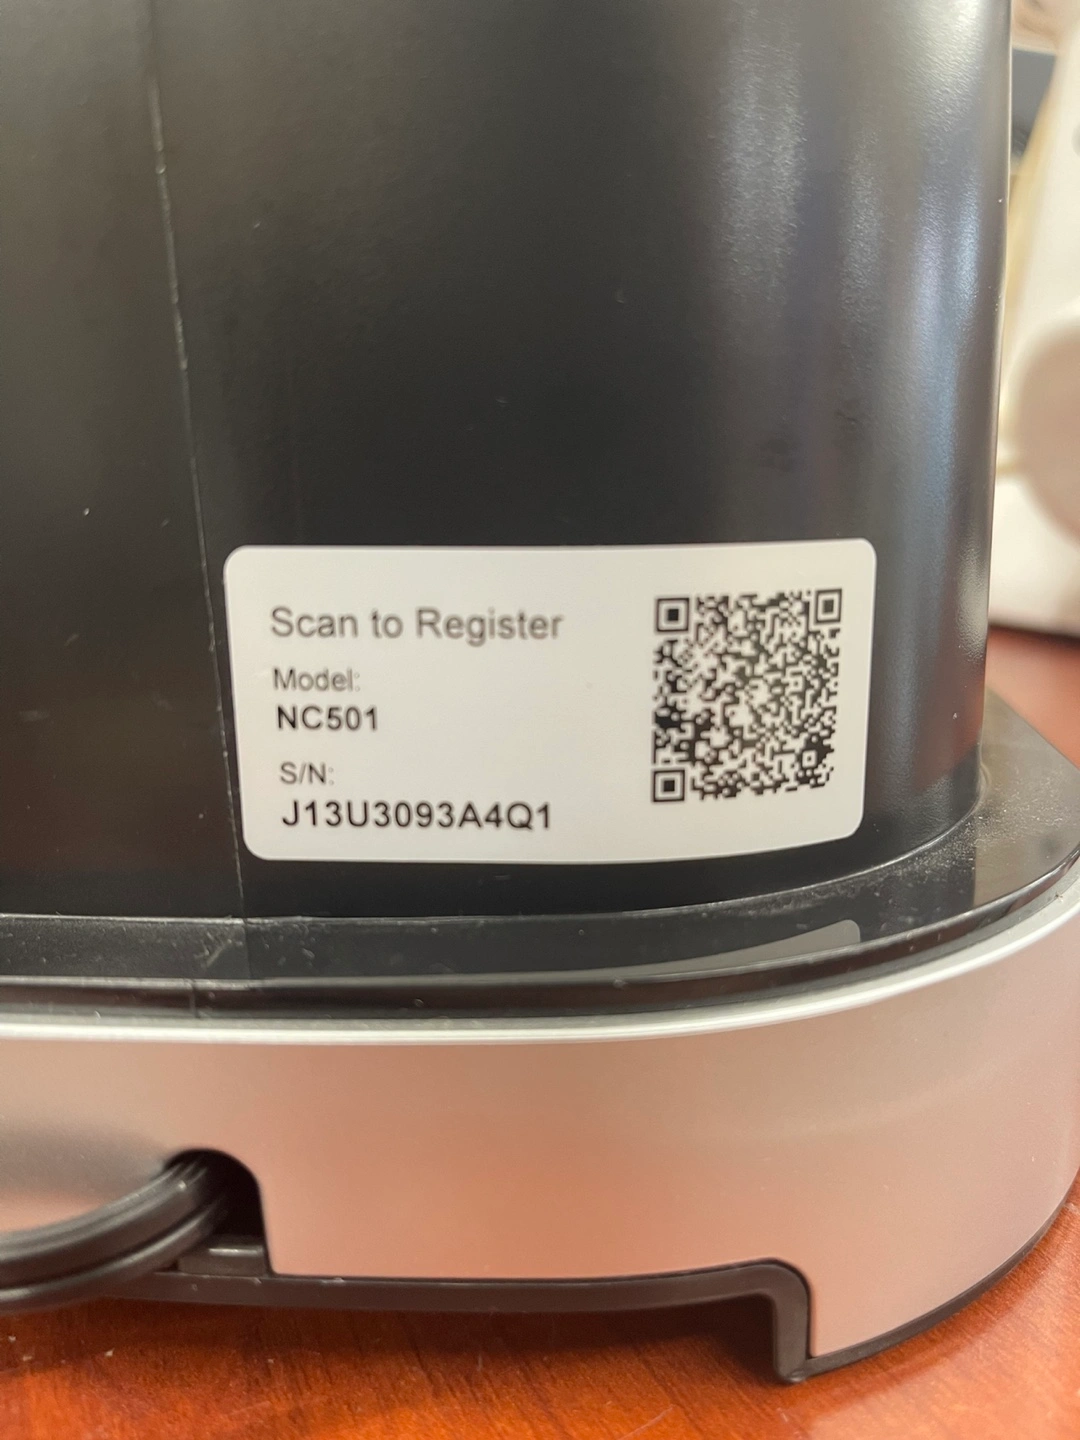 Scan to Register
Model:
NC501
S/N:
J13U3093A4Q1